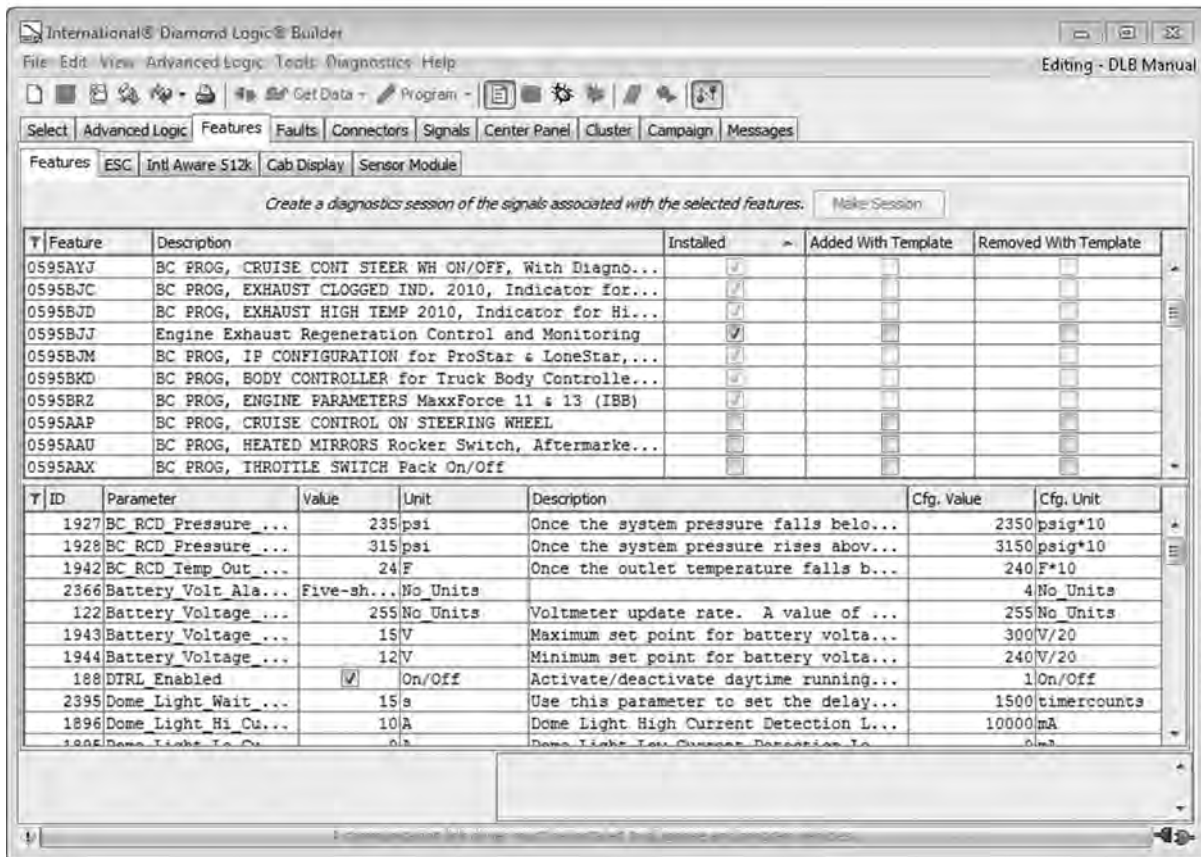 International® Diamond Logic® Builder
File Edit View Advanced Logic Tools Diagnostics Help Editing - DLB Manual
Get Data Program
Select Advanced Logic Features Faults Connectors Signals Center Panel Cluster Campaign Messages
Features ESC Intl Aware 512k Cab Display Sensor Module
Create a diagnostics session of the signals associated with the selected features. Make Session
Feature Description Installed Added With Template Removed With Template
0595AYJ BC PROG, CRUISE CONT STEER WH ON/OFF, With Diagno...
0595BJC BC PROG, EXHAUST CLOGGED IND. 2010, Indicator for...
0595BJD BC PROG, EXHAUST HIGH TEMP 2010, Indicator for Hi...
0595BJJ Engine Exhaust Regeneration Control and Monitoring
0595BJM BC PROG, IP CONFIGURATION for ProStar & LoneStar,...
0595BKD BC PROG, BODY CONTROLLER for Truck Body Controlle...
0595BRZ BC PROG, ENGINE PARAMETERS MaxxForce 11 & 13 (IBB)
0595AAP BC PROG, CRUISE CONTROL ON STEERING WHEEL
0595AAU BC PROG, HEATED MIRRORS Rocker Switch, Aftermarke...
0595AAX BC PROG, THROTTLE SWITCH Pack On/Off
ID Parameter Value Unit Description Cfg. Value Cfg. Unit
1927 BC_RCD_Pressure_... 235 psi Once the system pressure falls belo... 2350 psig*10
1928 BC_RCD_Pressure_... 315 psi Once the system pressure rises abov... 3150 psig*10
1942 BC_RCD_Temp_Out_... 24 F Once the outlet temperature falls b... 240 F*10
2366 Battery_Volt_Ala... Five-sh... No_Units 4 No_Units
122 Battery_Voltage_... 255 No_Units Voltmeter update rate. A value of ... 255 No_Units
1943 Battery_Voltage_... 15 V Maximum set point for battery volta... 300 V/20
1944 Battery_Voltage_... 12 V Minimum set point for battery volta... 240 V/20
188 DTRL_Enabled On/Off Activate/deactivate daytime running... 1 On/Off
2395 Dome_Light_Wait_... 15 s Use this parameter to set the delay... 1500 timercounts
1896 Dome_Light_Hi_Cu... 10 A Dome Light High Current Detection L... 10000 mA
1895 Dome_Light_Lo_Cu... 0 A Dome Light Low Current Detection Le... 0 mA